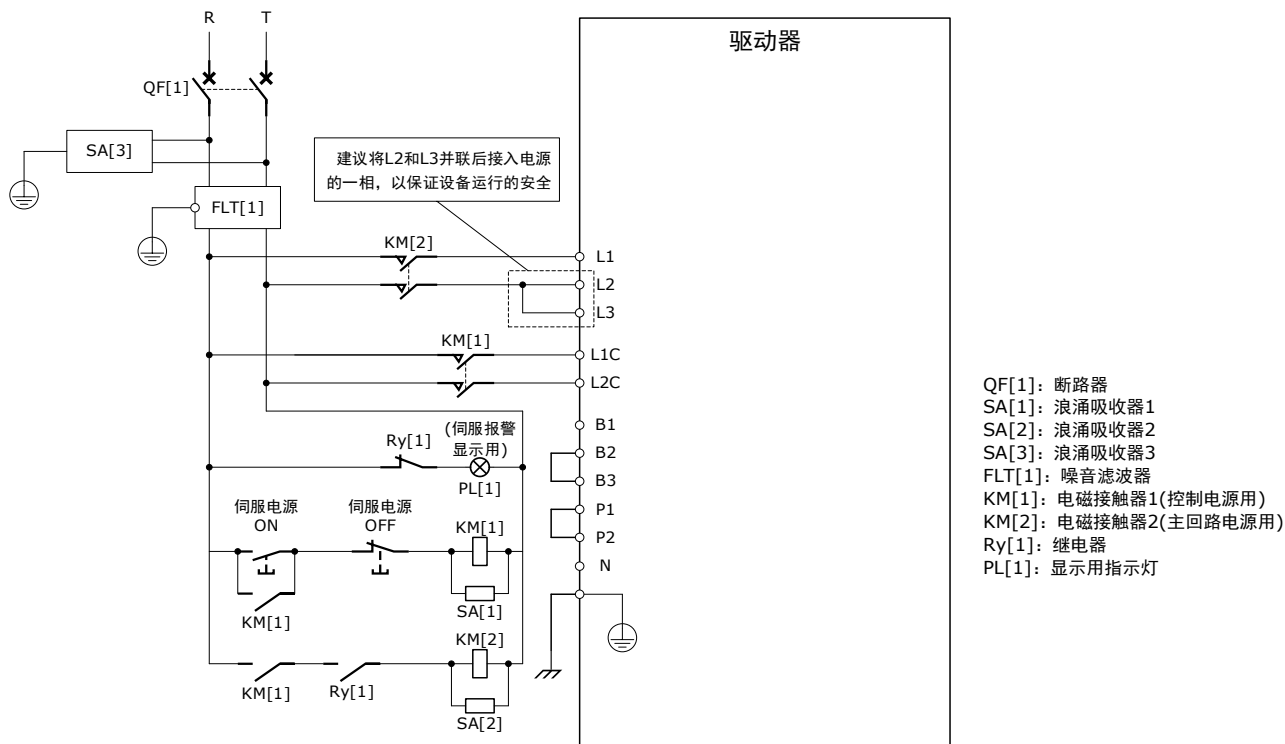 R
T
驱动器
QF[1]
SA[3]
建议将L2和L3并联后接入电源
的一相，以保证设备运行的安全
FLT[1]
KM[2]
L1
L2
L3
KM[1]
L1C
L2C
B1
Ry[1]
(伺服报警
显示用)
PL[1]
B2
B3
伺服电源
ON
伺服电源
OFF
KM[1]
P1
P2
N
KM[1]
SA[1]
KM[2]
KM[1]
Ry[1]
SA[2]
QF[1]：断路器
SA[1]：浪涌吸收器1
SA[2]：浪涌吸收器2
SA[3]：浪涌吸收器3
FLT[1]：噪音滤波器
KM[1]：电磁接触器1(控制电源用)
KM[2]：电磁接触器2(主回路电源用)
Ry[1]：继电器
PL[1]：显示用指示灯